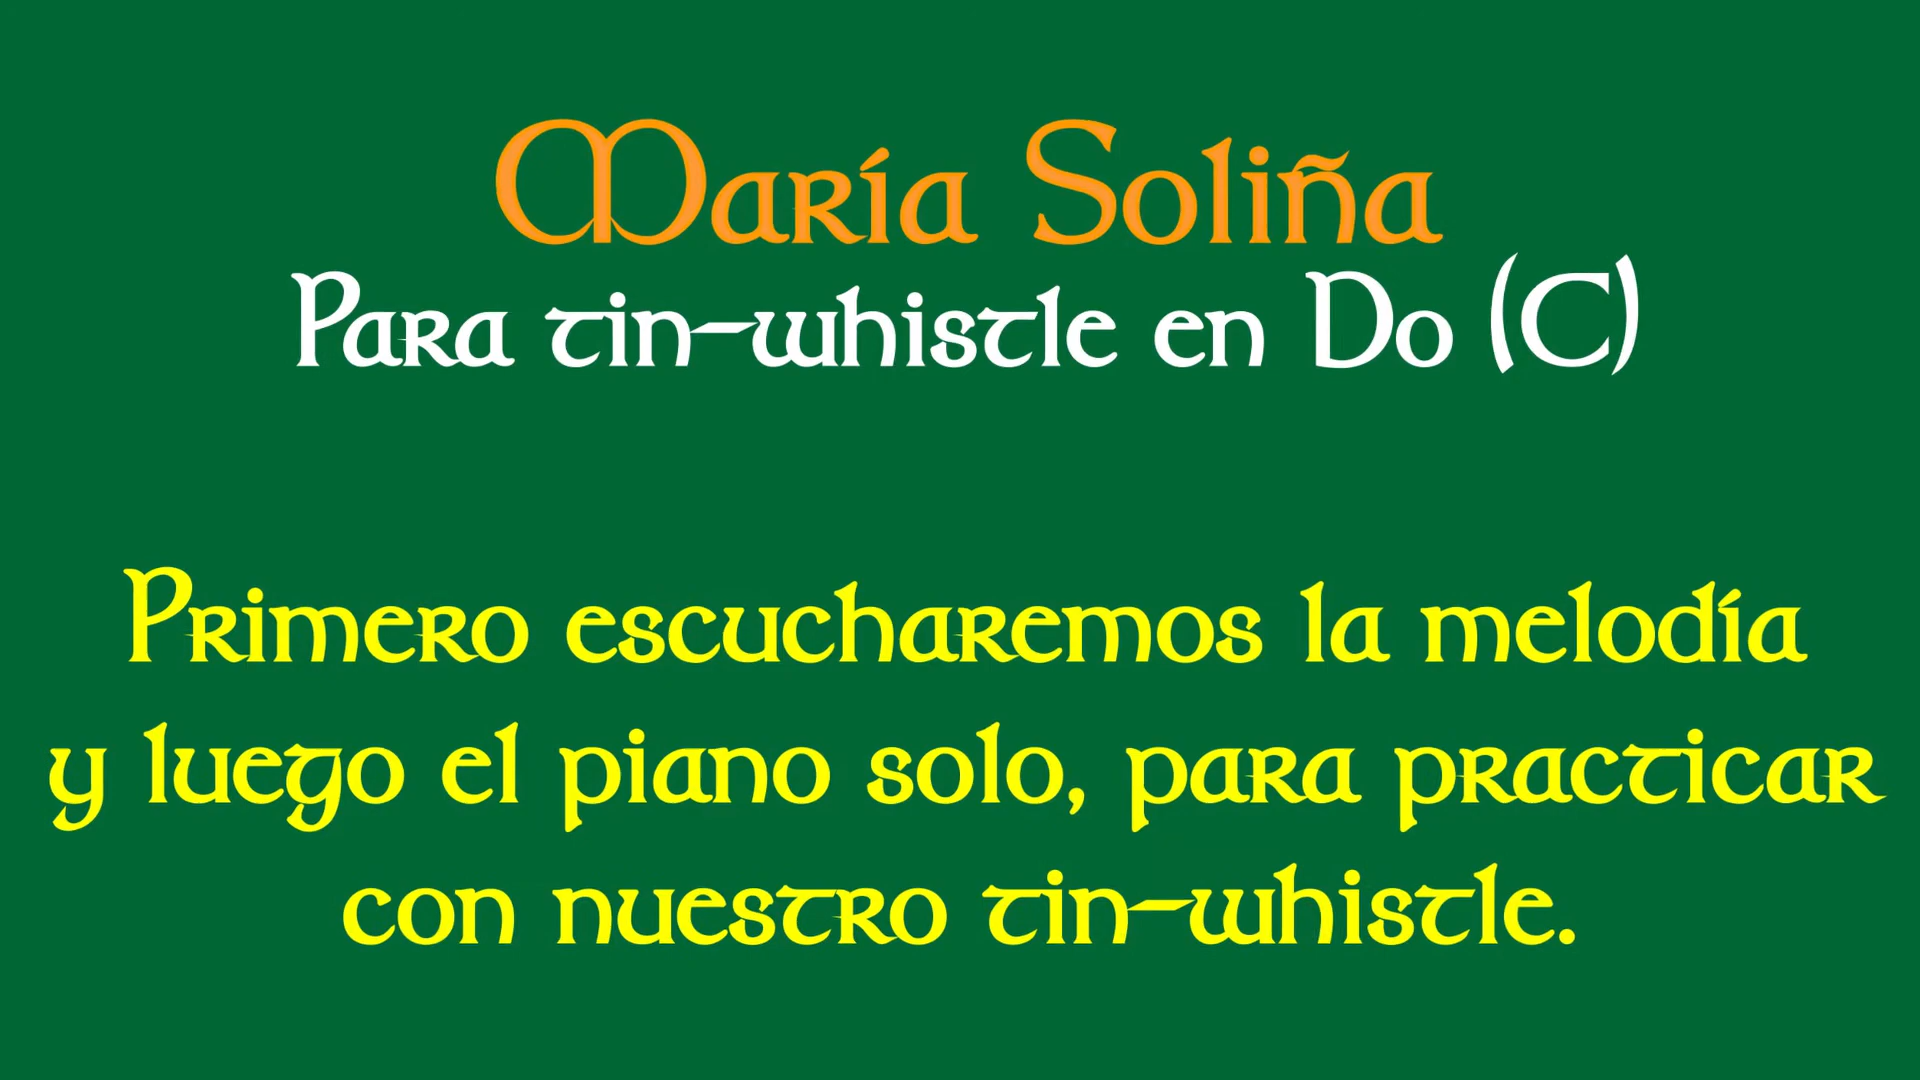 María Soliña
Para tin-whistle en Do (C)
Primero escucharemos la melodía
y luego el piano solo, para practicar
con nuestro tin-whistle.